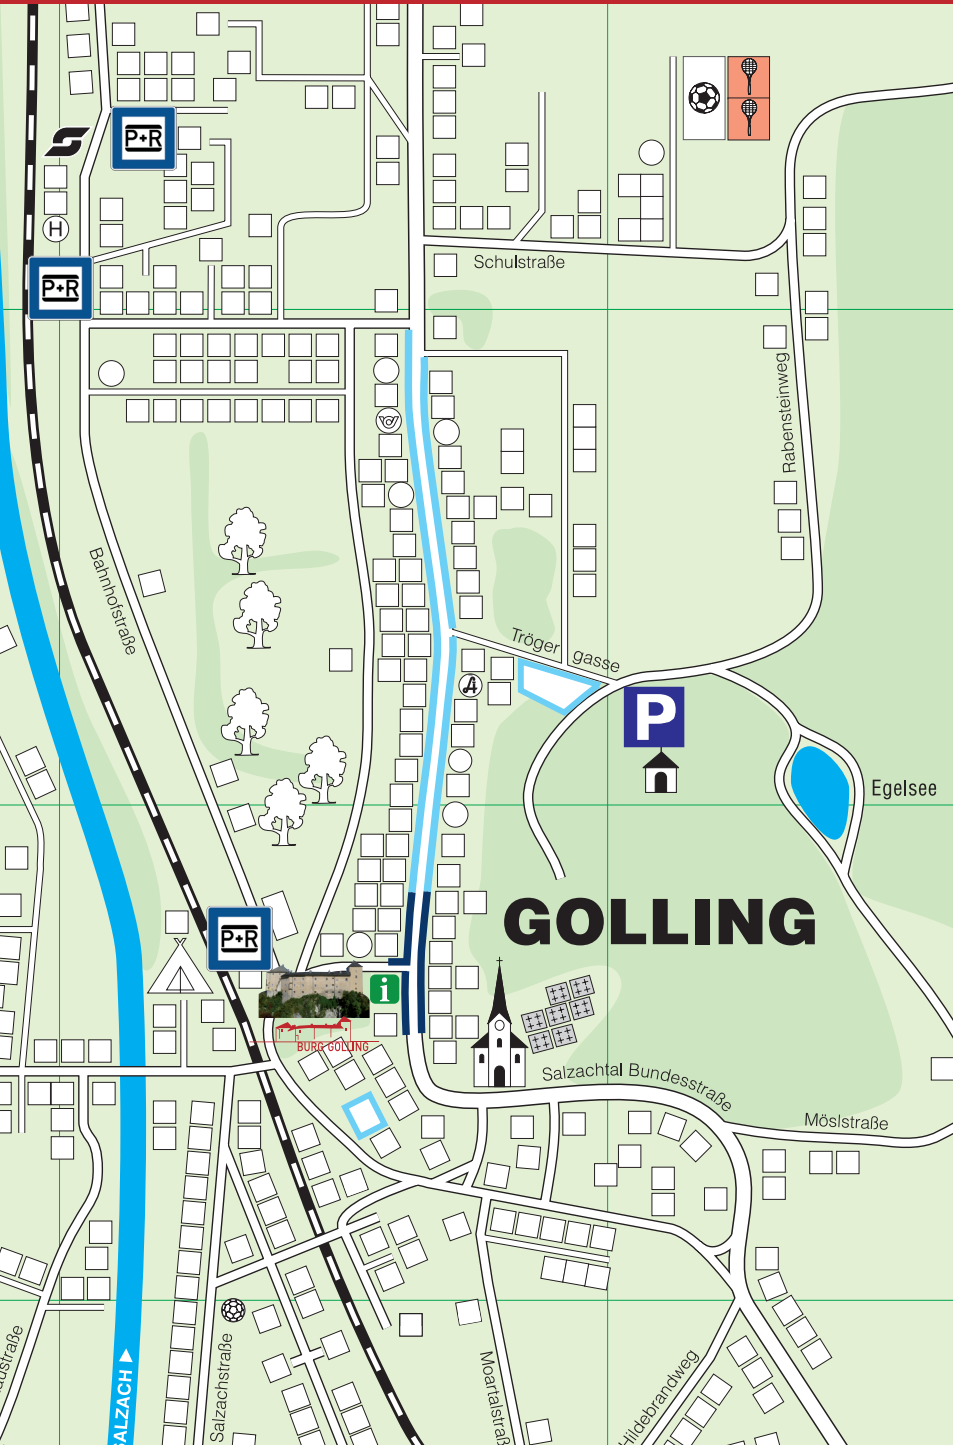 P+R
H
P+R
Schulstraße
Rabensteinweg
Bahnhofstraße
Tröger gasse
P
Egelsee
GOLLING
P+R
i
BURG GOLLING
Salzachtal Bundesstraße
Möslstraße
SALZACH
Salzachstraße
Moartalstraß
Hildebrandweg